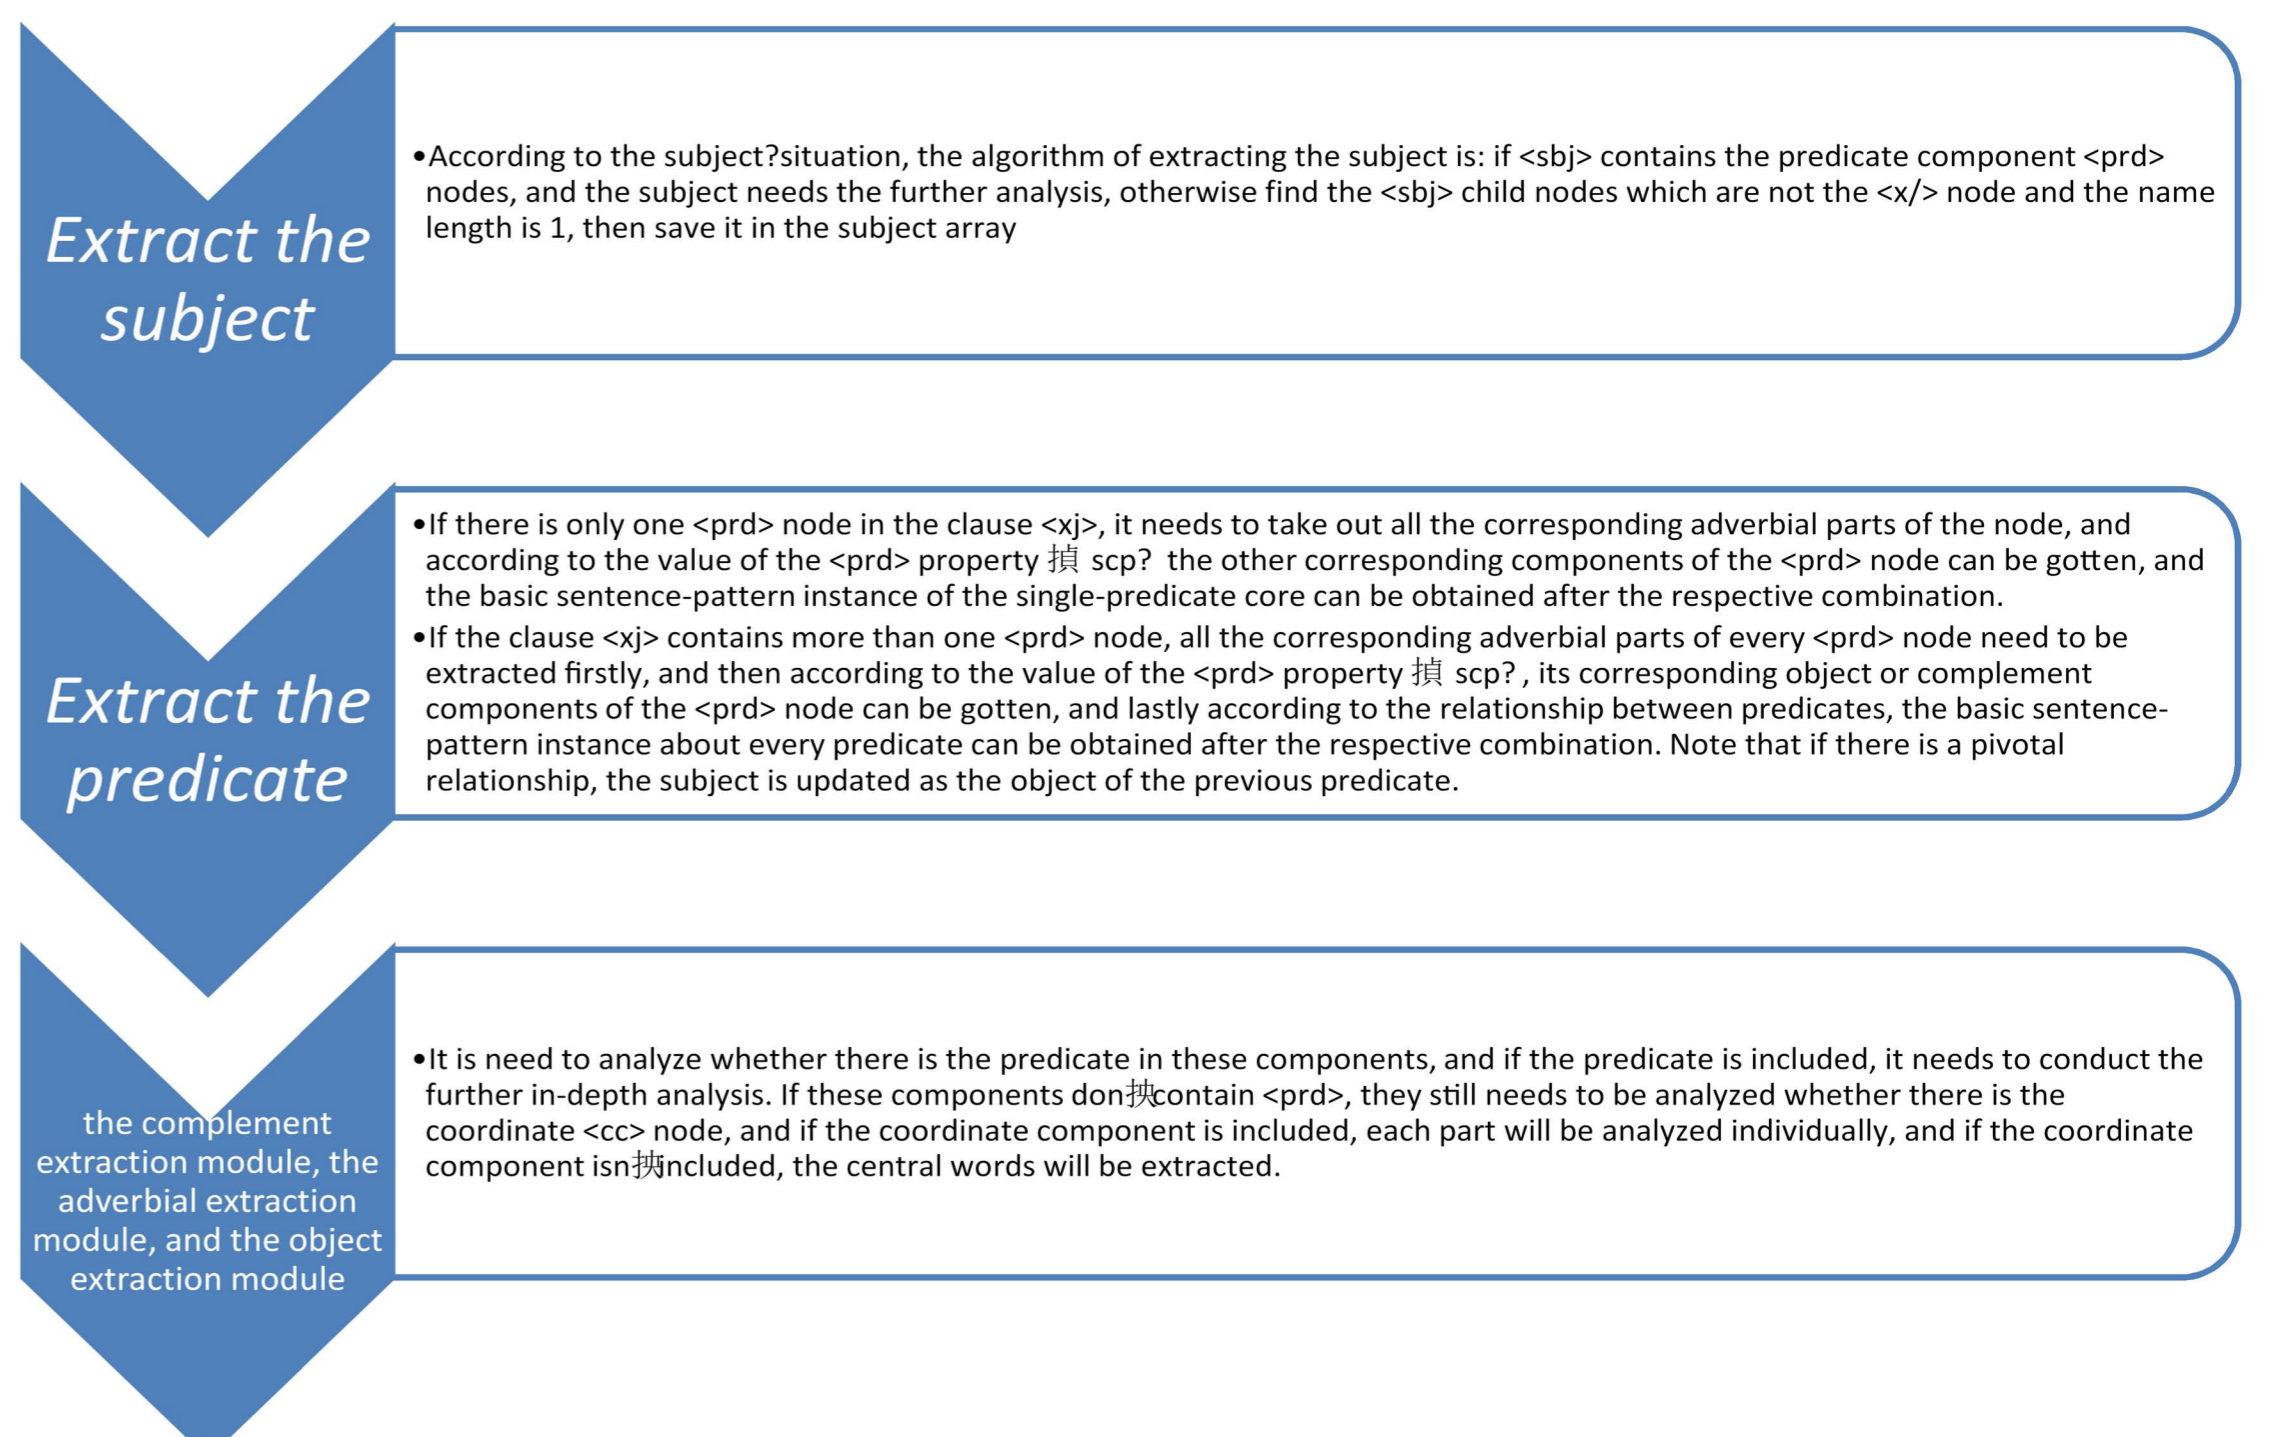 Extract the
subject
•According to the subject?situation, the algorithm of extracting the subject is: if <sbj> contains the predicate component <prd>
nodes, and the subject needs the further analysis, otherwise find the <sbj> child nodes which are not the <x/> node and the name
length is 1, then save it in the subject array
Extract the
predicate
•If there is only one <prd> node in the clause <xj>, it needs to take out all the corresponding adverbial parts of the node, and
according to the value of the <prd> property 搷 scp? the other corresponding components of the <prd> node can be gotten, and
the basic sentence-pattern instance of the single-predicate core can be obtained after the respective combination.
•If the clause <xj> contains more than one <prd> node, all the corresponding adverbial parts of every <prd> node need to be
extracted firstly, and then according to the value of the <prd> property 搷 scp?, its corresponding object or complement
components of the <prd> node can be gotten, and lastly according to the relationship between predicates, the basic sentence-
pattern instance about every predicate can be obtained after the respective combination. Note that if there is a pivotal
relationship, the subject is updated as the object of the previous predicate.
the complement
extraction module, the
adverbial extraction
module, and the object
extraction module
•It is need to analyze whether there is the predicate in these components, and if the predicate is included, it needs to conduct the
further in-depth analysis. If these components don抰contain <prd>, they still needs to be analyzed whether there is the
coordinate <cc> node, and if the coordinate component is included, each part will be analyzed individually, and if the coordinate
component isn抰included, the central words will be extracted.